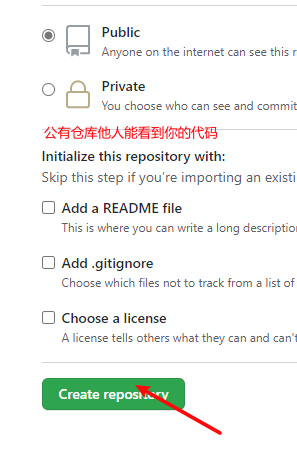 Public
Anyone on the internet can see this r
Private
You choose who can see and commit
公有仓库他人能看到你的代码
Initialize this repository with:
Skip this step if you’re importing an existi
Add a README file
This is where you can write a long description
Add .gitignore
Choose which files not to track from a list of
Choose a license
A license tells others what they can and can't
Create repository